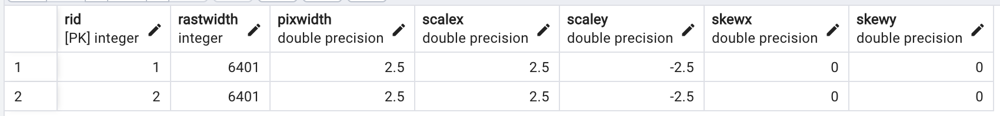 rid rastwidth pixwidth scalex scaley skewx skewy
[PK] integer integer double precision double precision double precision double precision double precision
1 1 6401 2.5 2.5 -2.5 0 0
2 2 6401 2.5 2.5 -2.5 0 0